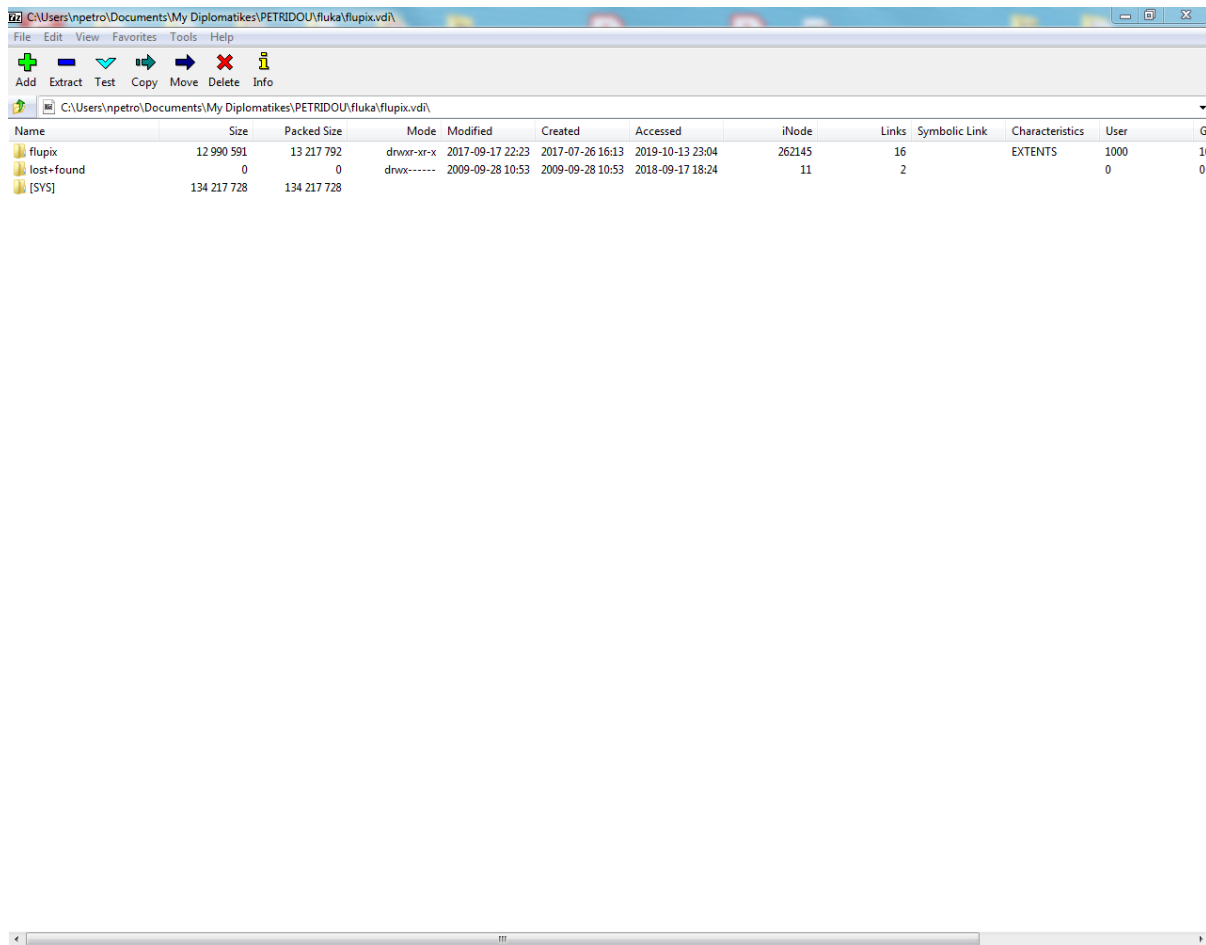 C:\Users\npetro\Documents\My Diplomatikes\PETRIDOU\fluka\flupix.vdi\
File Edit View Favorites Tools Help
Add Extract Test Copy Move Delete Info
C:\Users\npetro\Documents\My Diplomatikes\PETRIDOU\fluka\flupix.vdi\
Name Size Packed Size Mode Modified Created Accessed iNode Links Symbolic Link Characteristics User
flupix 12 990 591 13 217 792 drwxr-xr-x 2017-09-17 22:23 2017-07-26 16:13 2019-10-13 23:04 262145 16 EXTENTS 1000
lost+found 0 0 drwx------ 2009-09-28 10:53 2009-09-28 10:53 2018-09-17 18:24 11 2 0 0
[SYS] 134 217 728 134 217 728